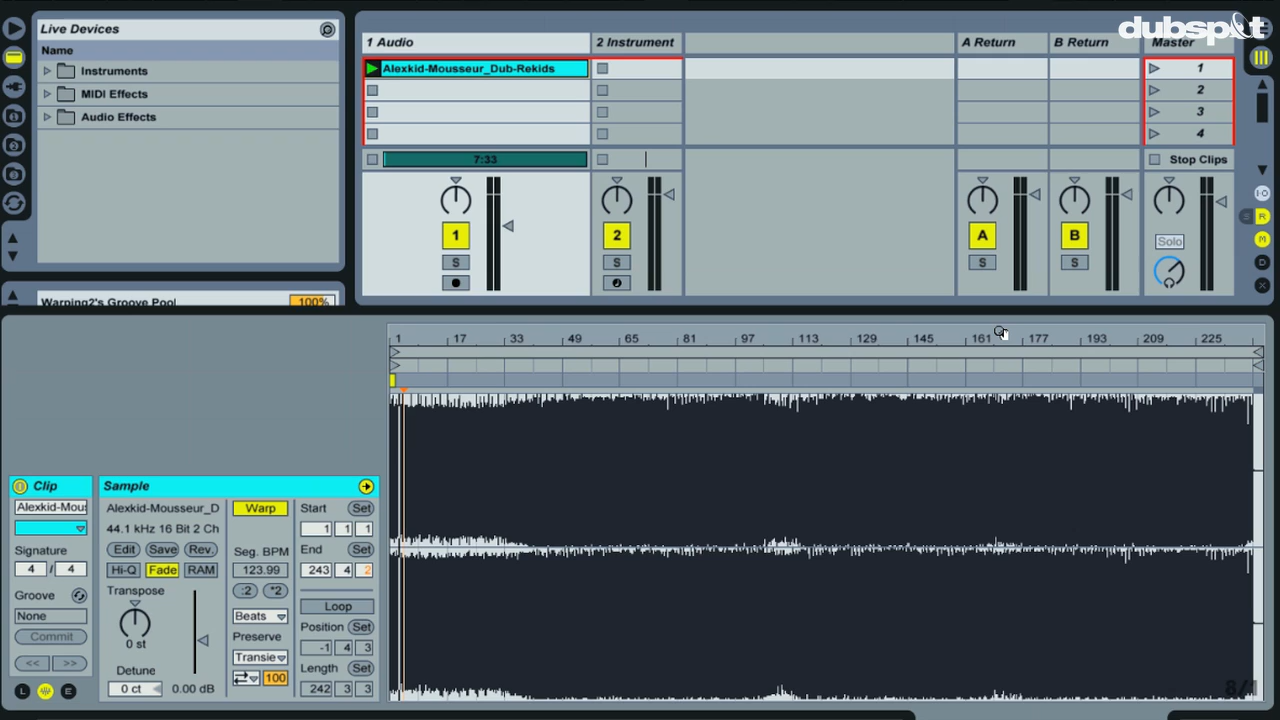 dubspot
Live Devices
Name
Instruments
MIDI Effects
Audio Effects
Warping2's Groove Pool
100%
1 Audio
2 Instrument
A Return
B Return
Master
Alexkid-Mousseur_Dub-Rekids
1
2
3
4
7:33
Stop Clips
1
2
A
B
Solo
S
S
S
S
I·O
S
R
M
D
X
1 17 33 49 65 81 97 113 129 145 161 177 193 209 225
Clip
Alexkid-Mou
Signature
4 / 4
Groove
None
Commit
<< >>
L
E
Sample
Alexkid-Mousseur_D
44.1 kHz 16 Bit 2 Ch
Edit Save Rev.
Hi-Q Fade RAM
Transpose
0 st
Detune
0 ct
0.00 dB
Warp
Seg. BPM
123.99
:2 *2
Beats
Preserve
Transie
100
Start Set
1 1 1
End Set
243 4 2
Loop
Position Set
-1 4 3
Length Set
242 3 3
8/1